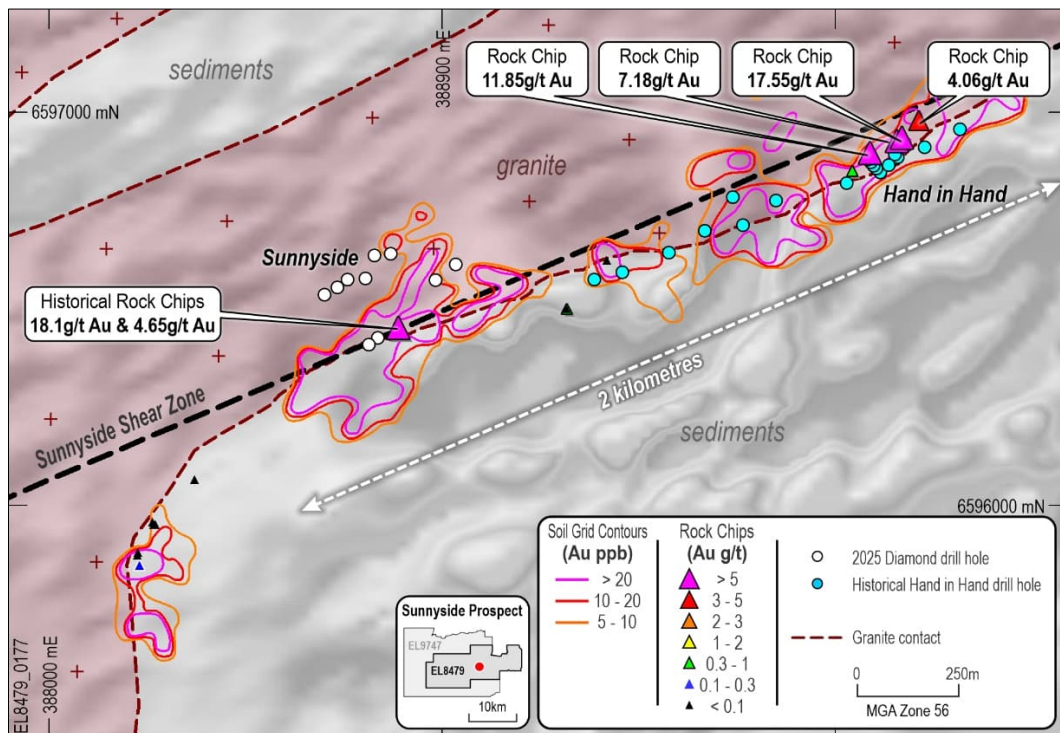 sediments
388900 mE
6597000 mN
Rock Chip
11.85g/t Au
Rock Chip
7.18g/t Au
Rock Chip
17.55g/t Au
Rock Chip
4.06g/t Au
granite
Hand in Hand
Sunnyside
Historical Rock Chips
18.1g/t Au & 4.65g/t Au
2 kilometres
Sunnyside Shear Zone
sediments
6596000 mN
EL8479_0177
388000 mE
Sunnyside Prospect
EL9747
EL8479
10km
Soil Grid Contours
(Au ppb)
> 20
10 - 20
5 - 10
Rock Chips
(Au g/t)
> 5
3 - 5
2 - 3
1 - 2
0.3 - 1
0.1 - 0.3
< 0.1
2025 Diamond drill hole
Historical Hand in Hand drill hole
Granite contact
0 250m
MGA Zone 56